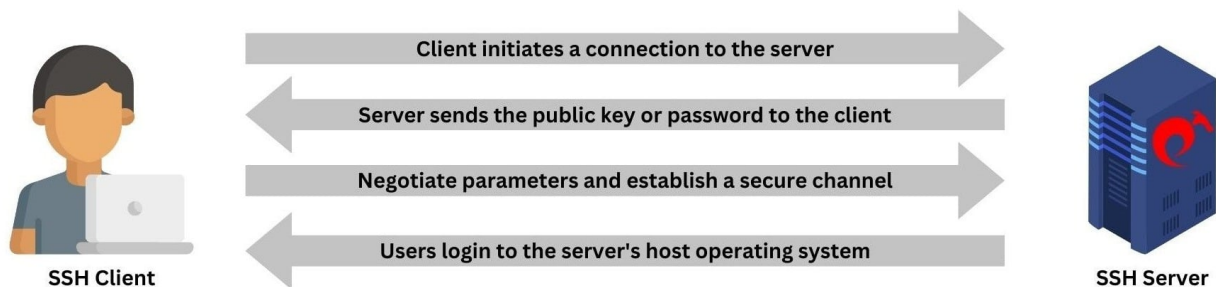 Client initiates a connection to the server
Server sends the public key or password to the client
Negotiate parameters and establish a secure channel
Users login to the server's host operating system
SSH Client
SSH Server